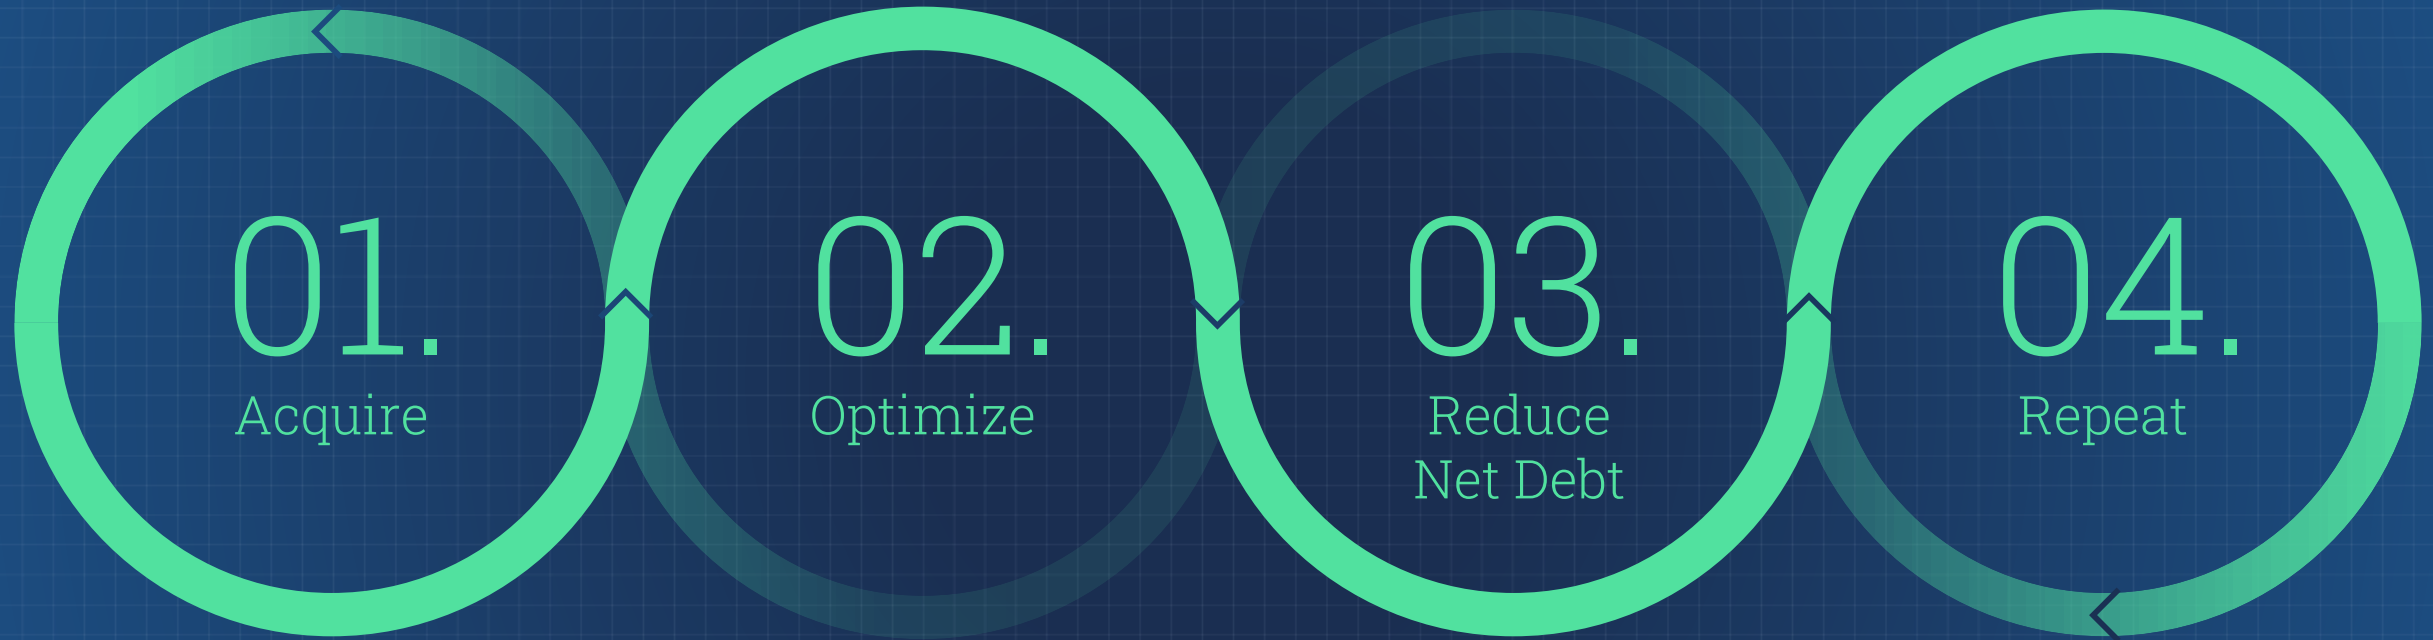 01.
Acquire
02.
Optimize
03.
Reduce
Net Debt
04.
Repeat